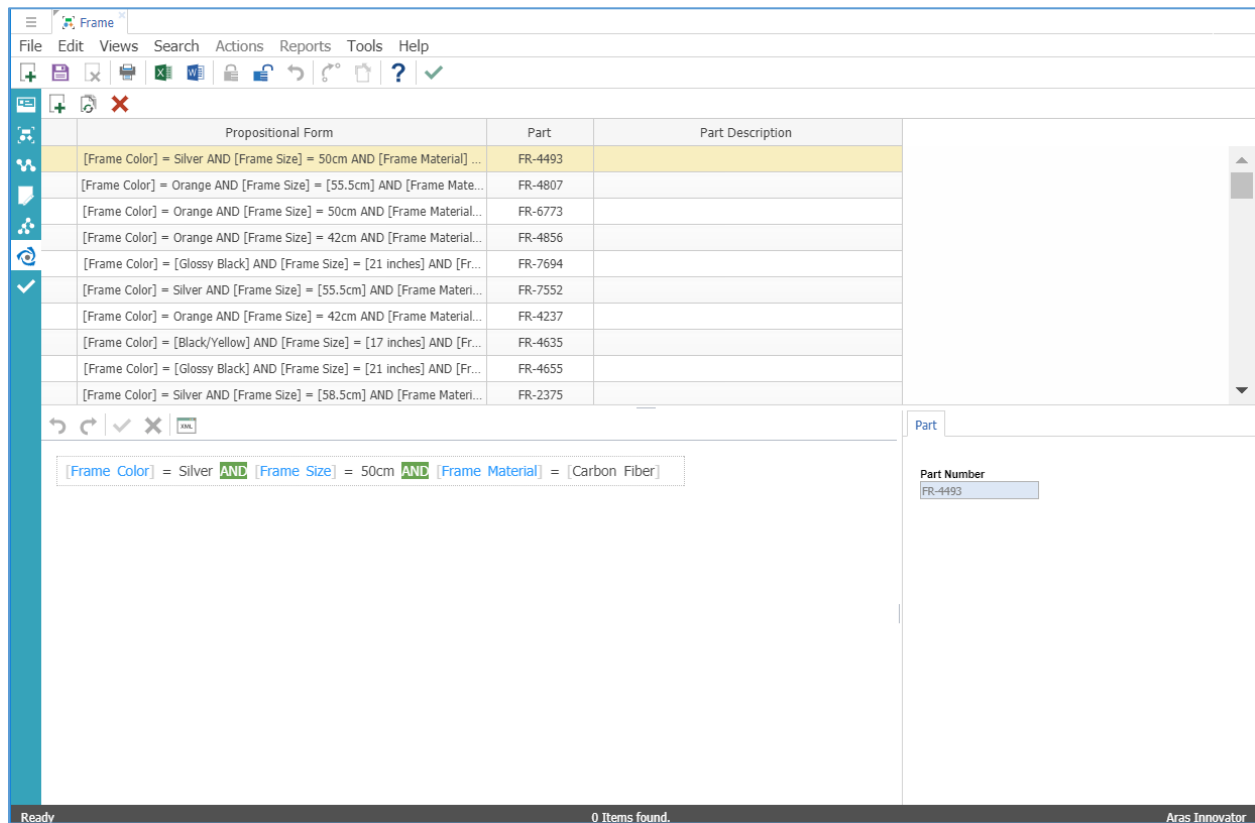 Frame
File Edit Views Search Actions Reports Tools Help
Propositional Form Part Part Description
[Frame Color] = Silver AND [Frame Size] = 50cm AND [Frame Material] ... FR-4493
[Frame Color] = Orange AND [Frame Size] = [55.5cm] AND [Frame Mate... FR-4807
[Frame Color] = Orange AND [Frame Size] = 50cm AND [Frame Material... FR-6773
[Frame Color] = Orange AND [Frame Size] = 42cm AND [Frame Material... FR-4856
[Frame Color] = [Glossy Black] AND [Frame Size] = [21 inches] AND [Fr... FR-7694
[Frame Color] = Silver AND [Frame Size] = [55.5cm] AND [Frame Materi... FR-7552
[Frame Color] = Orange AND [Frame Size] = 42cm AND [Frame Material... FR-4237
[Frame Color] = [Black/Yellow] AND [Frame Size] = [17 inches] AND [Fr... FR-4635
[Frame Color] = [Glossy Black] AND [Frame Size] = [21 inches] AND [Fr... FR-4655
[Frame Color] = Silver AND [Frame Size] = [58.5cm] AND [Frame Materi... FR-2375
XML
Part
[Frame Color] = Silver AND [Frame Size] = 50cm AND [Frame Material] = [Carbon Fiber]
Part Number
FR-4493
Ready 0 Items found. Aras Innovator